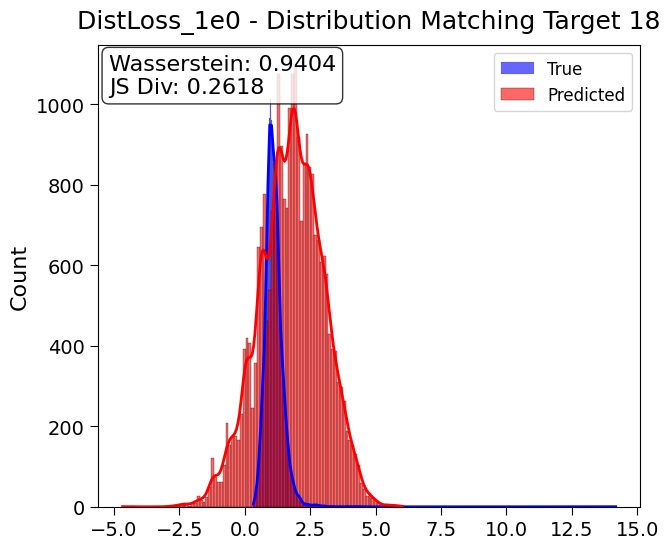 DistLoss_1e0 - Distribution Matching Target 18
Wasserstein: 0.9404
JS Div: 0.2618
True
Predicted
Count
1000
800
600
400
200
0
−5.0 −2.5 0.0 2.5 5.0 7.5 10.0 12.5 15.0